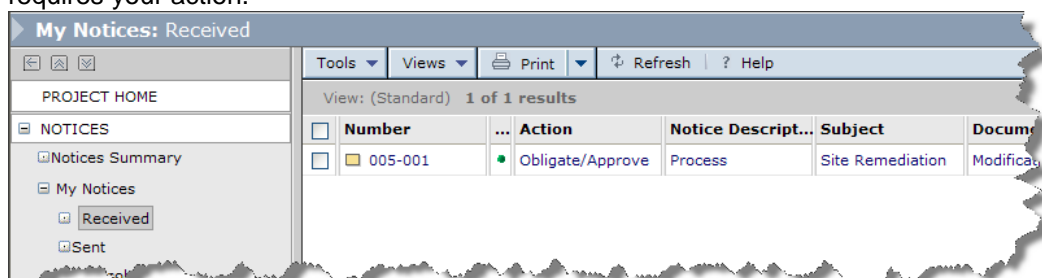 requires your action.
My Notices: Received
Tools Views Print Refresh | ? Help
PROJECT HOME
View: (Standard) 1 of 1 results
NOTICES
Number ... Action Notice Descript... Subject Docume
Notices Summary
005-001 Obligate/Approve Process Site Remediation Modificat
My Notices
Received
Sent